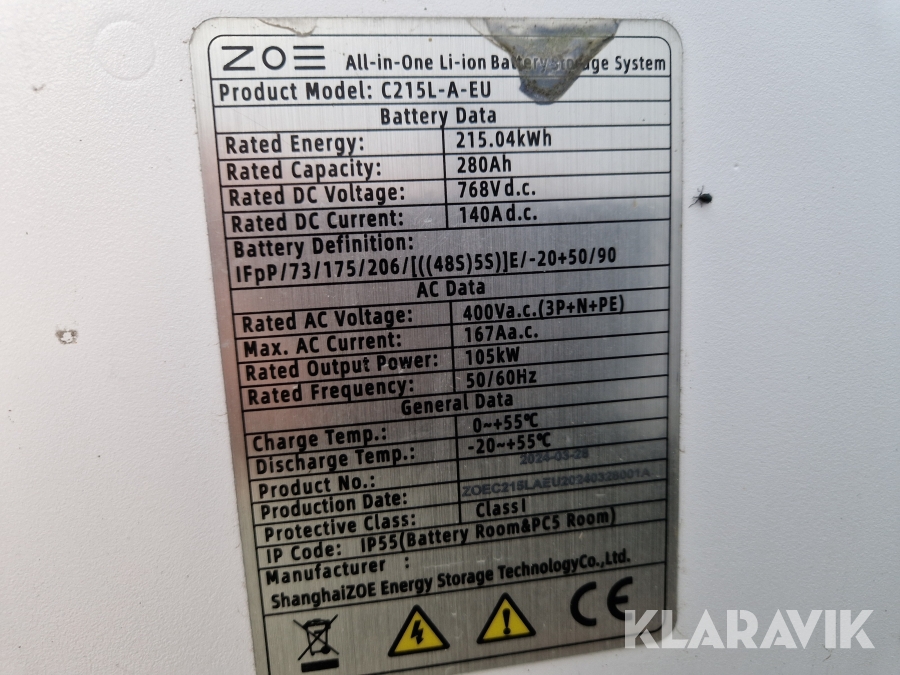 ZOE All-in-One Li-ion Battery Storage System
Product Model: C215L-A-EU
Battery Data
Rated Energy: 215.04kWh
Rated Capacity: 280Ah
Rated DC Voltage: 768Vd.c.
Rated DC Current: 140Ad.c.
Battery Definition:
IFpP/73/175/206/[((48S)5S)]E/-20+50/90
AC Data
Rated AC Voltage: 400Va.c.(3P+N+PE)
Max. AC Current: 167Aa.c.
Rated Output Power: 105kW
Rated Frequency: 50/60Hz
General Data
Charge Temp.: 0~+55℃
Discharge Temp.: -20~+55℃
2024-03-28
Product No.:
ZOEC215LAEU20240328001A
Production Date:
Protective Class: ClassI
IP Code: IP55(Battery Room&PCS Room)
Manufacturer :
ShanghaiZOE Energy Storage TechnologyCo.,Ltd.
CE
KLARAVIK